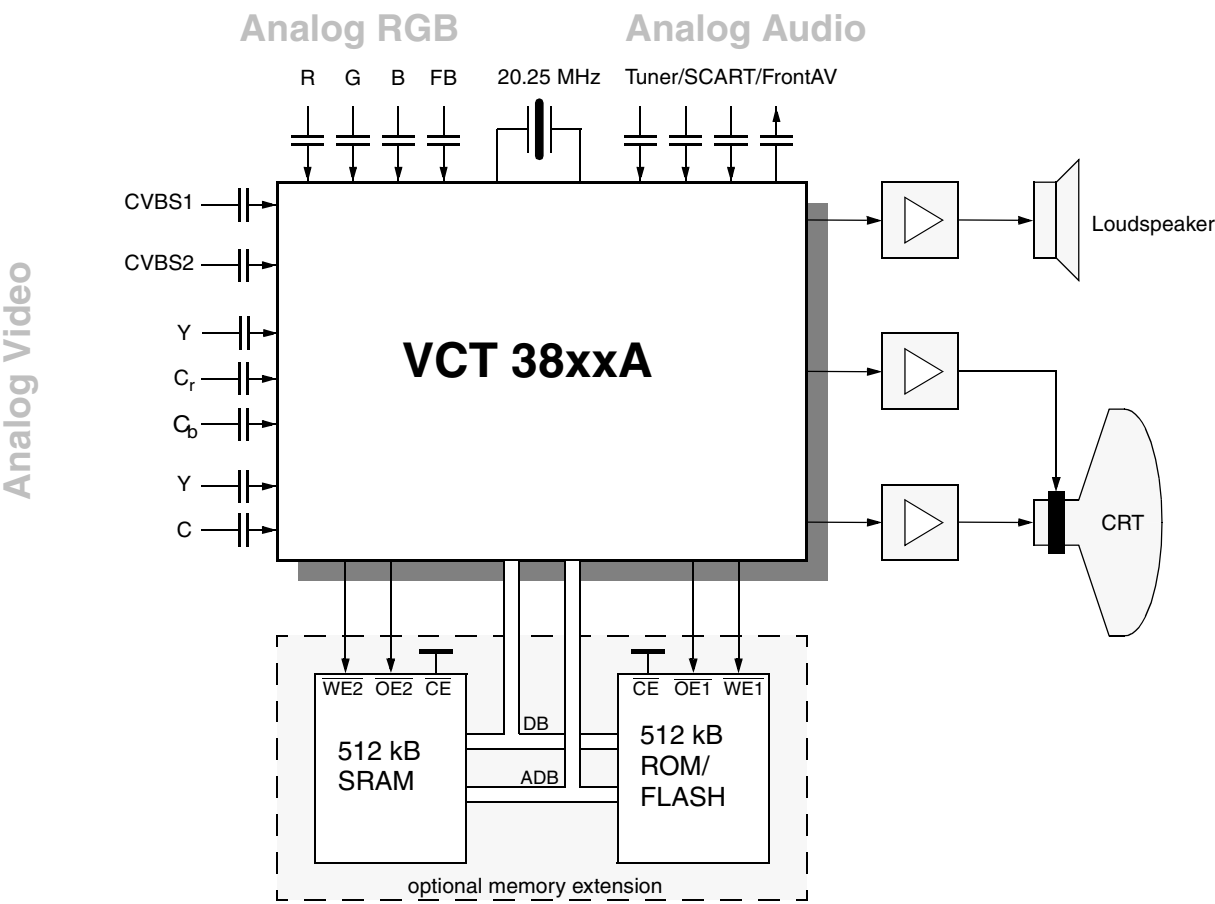 Analog RGB
Analog Audio
R G B FB
20.25 MHz
Tuner/SCART/FrontAV
Analog Video
CVBS1
CVBS2
Y
Cr
Cb
Y
C
VCT 38xxA
Loudspeaker
CRT
WE2 OE2 CE
CE OE1 WE1
DB
ADB
512 kB
SRAM
512 kB
ROM/
FLASH
optional memory extension